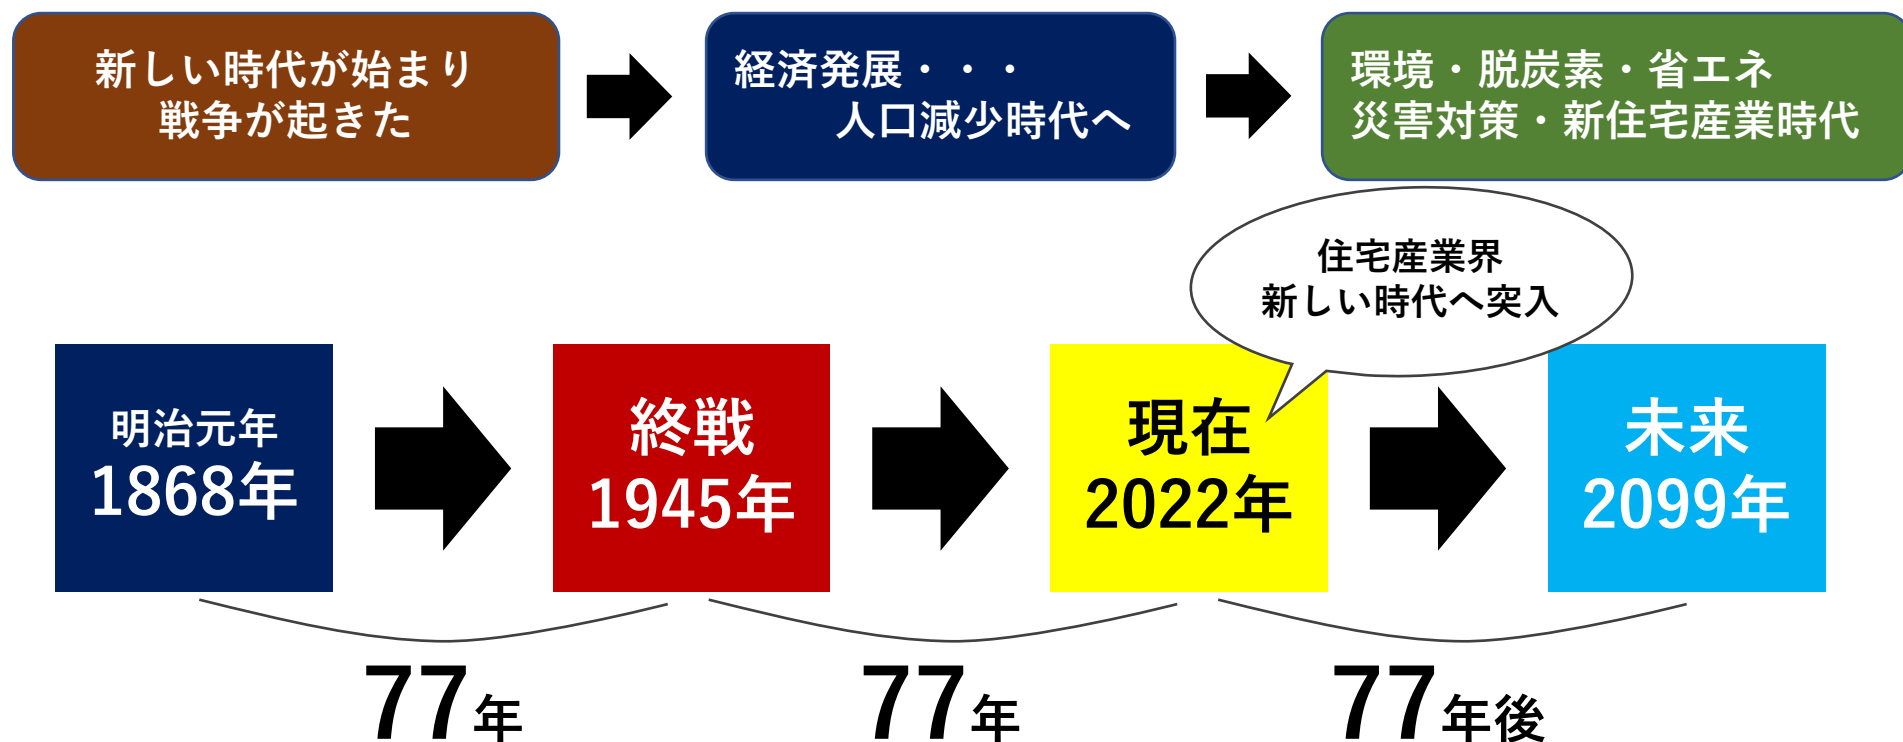 新しい時代が始まり
戦争が起きた
経済発展・・・
人口減少時代へ
環境・脱炭素・省エネ
災害対策・新住宅産業時代
住宅産業界
新しい時代へ突入
明治元年
1868年
終戦
1945年
現在
2022年
未来
2099年
77年
77年
77年後